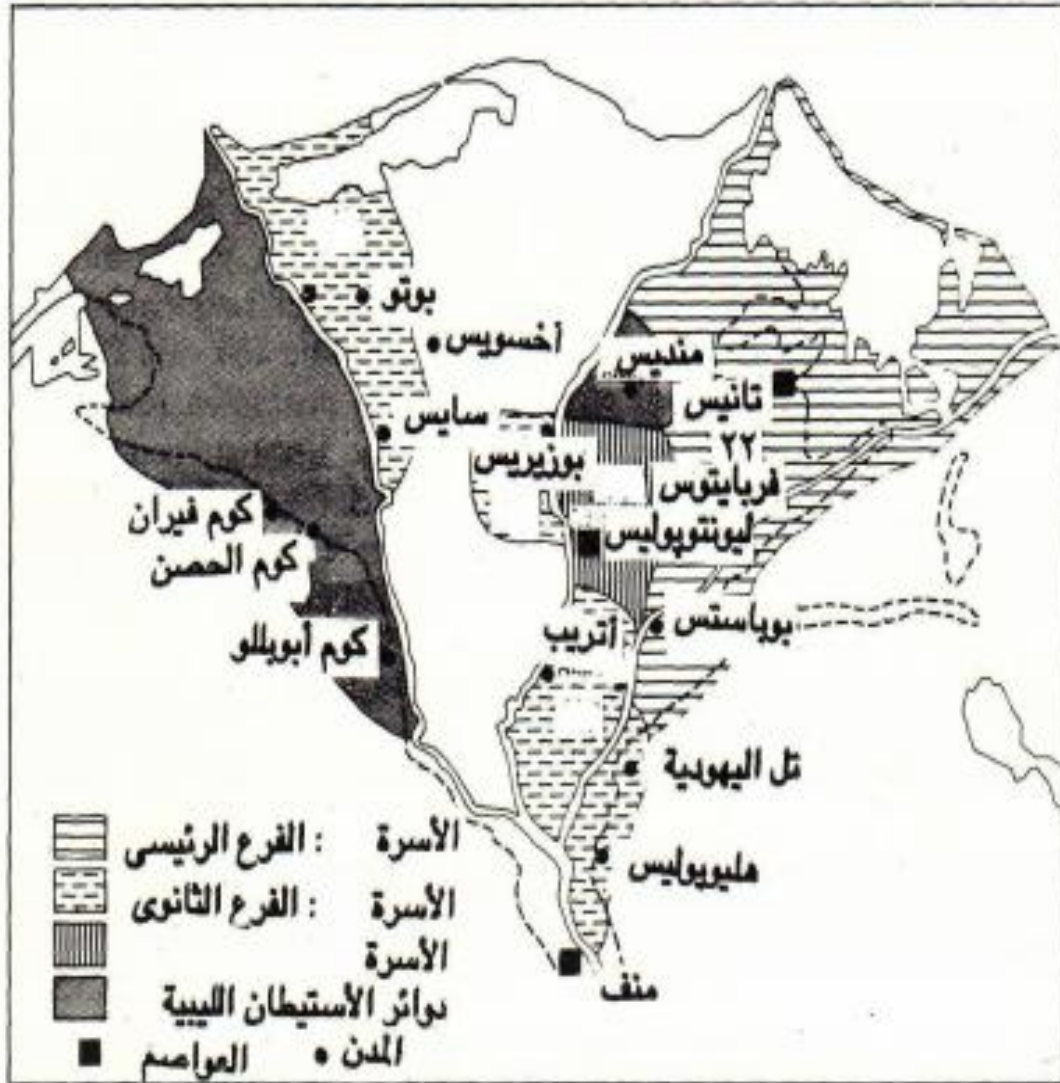 بوتو
أخسويس
منديس
تانيس
سايس
٢٢
بوزيريس
فربايتوس
كوم فيران
ليونتوبوليس
كوم الحصن
بوباستس
أتريب
كوم أبوبللو
تل اليهودية
الأسرة : الفرع الرئيسى
هليوبوليس
الأسرة : الفرع الثانوى
الأسرة
منف
دوائر الأستيطان الليبية
المدن
العواصم